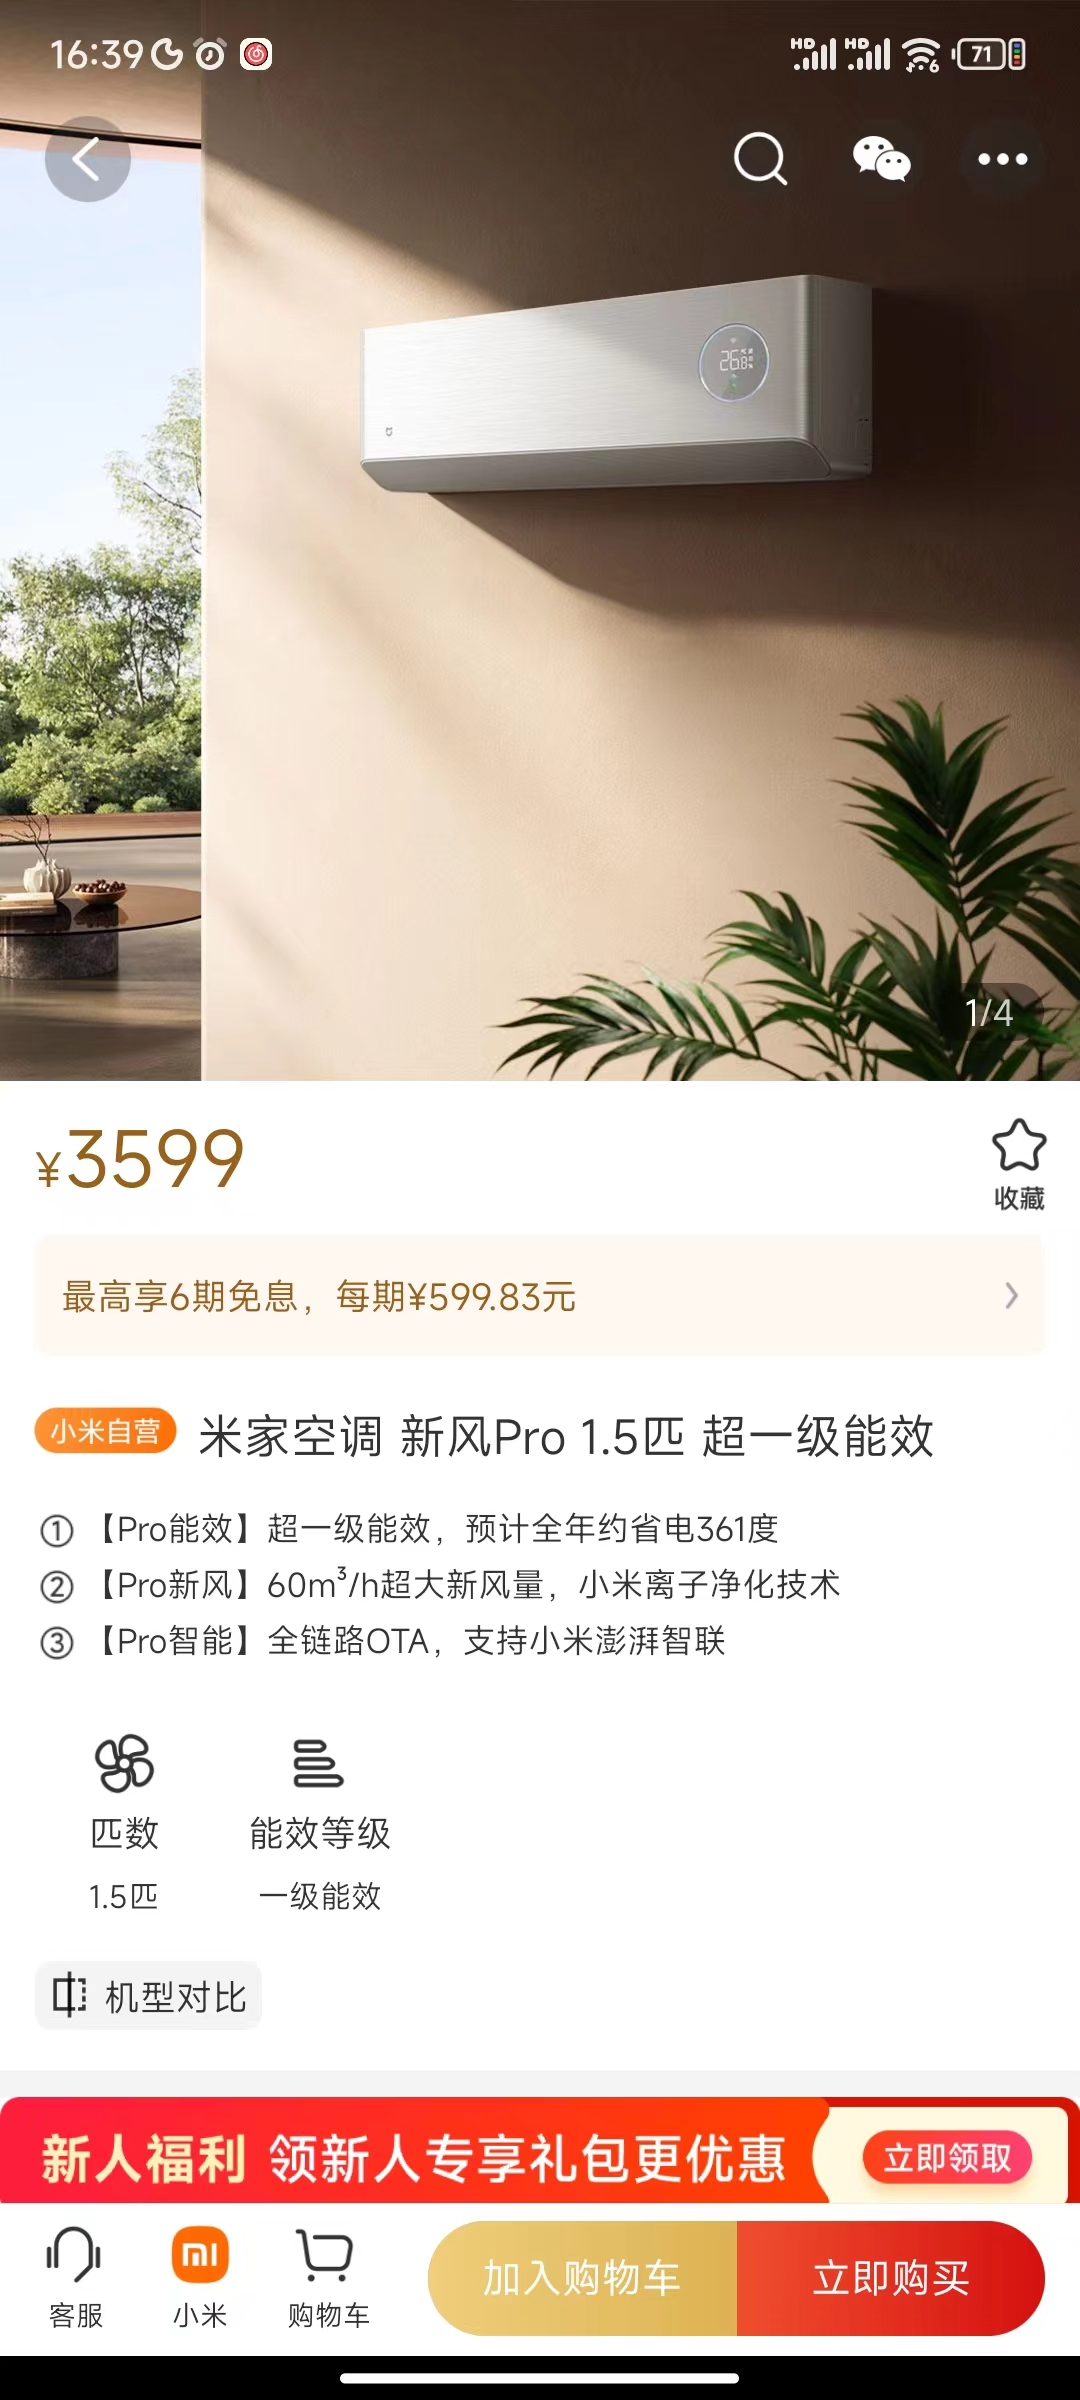 16:39
HD HD 6 71
26.8
1/4
¥3599
收藏
最高享6期免息，每期¥599.83元
小米自营 米家空调 新风Pro 1.5匹 超一级能效
① 【Pro能效】超一级能效，预计全年约省电361度
② 【Pro新风】60m³/h超大新风量，小米离子净化技术
③ 【Pro智能】全链路OTA，支持小米澎湃智联
匹数 能效等级
1.5匹 一级能效
机型对比
新人福利 领新人专享礼包更优惠 立即领取
客服 小米 购物车 加入购物车 立即购买